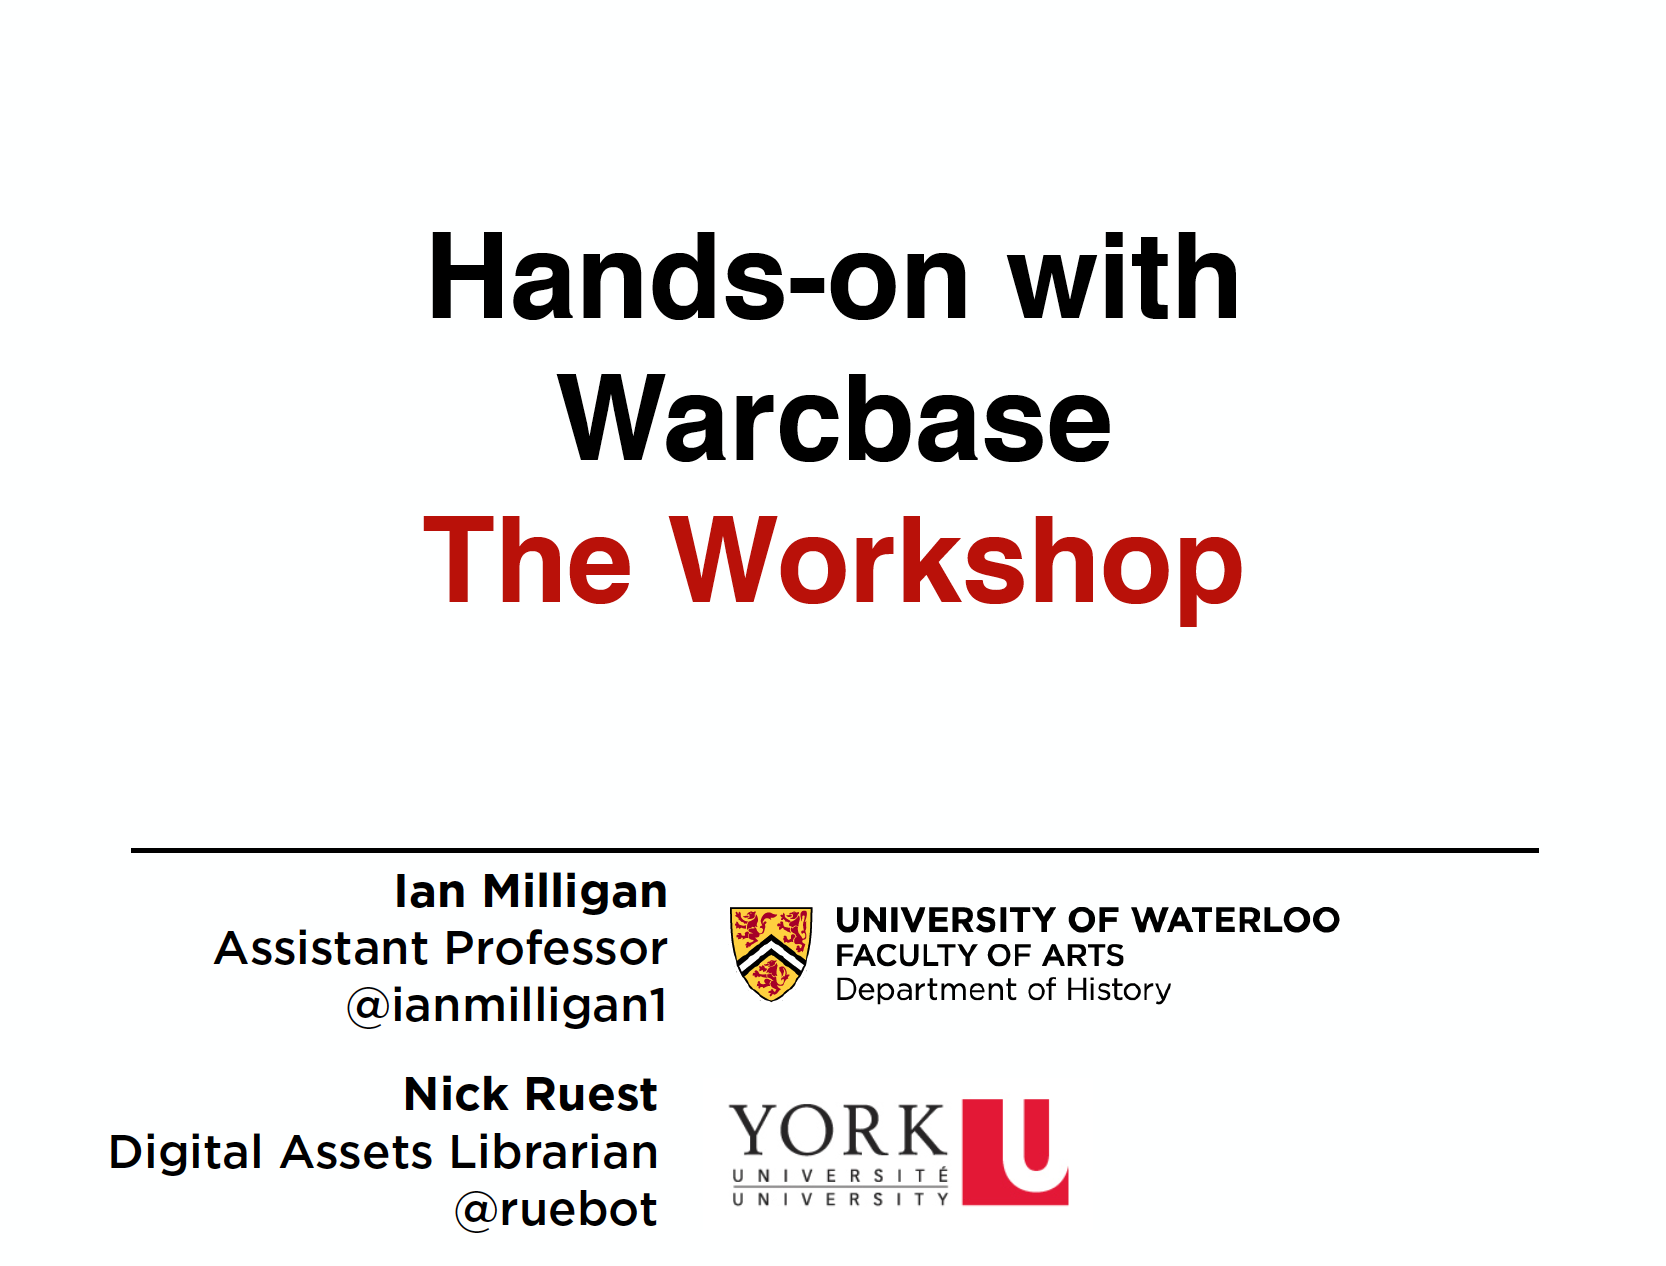 Hands-on with
Warcbase
The Workshop
Ian Milligan
Assistant Professor
@ianmilligan1
UNIVERSITY OF WATERLOO
FACULTY OF ARTS
Department of History
Nick Ruest
Digital Assets Librarian
@ruebot
YORK U
UNIVERSITÉ
UNIVERSITY